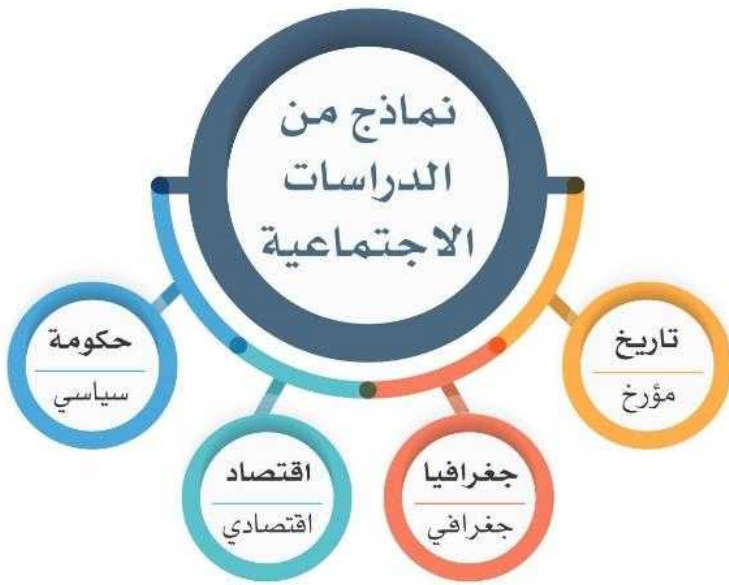 نماذج من
الدراسات
الاجتماعية
تاريخ
مؤرخ
جغرافيا
جغرافي
اقتصاد
اقتصادي
حكومة
سياسي